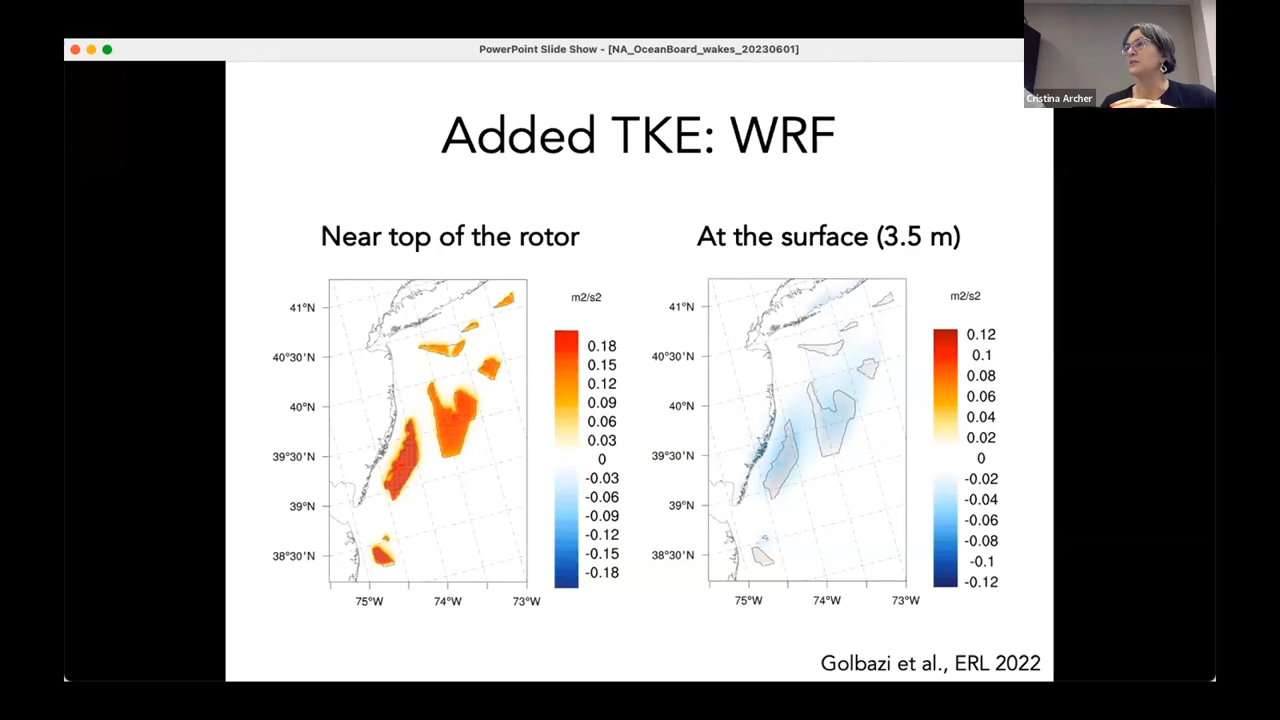 PowerPoint Slide Show - [NA_OceanBoard_wakes_20230601]
Cristina Archer
Added TKE: WRF
Near top of the rotor
At the surface (3.5 m)
m2/s2
41°N
40°30'N
40°N
39°30'N
39°N
38°30'N
75°W
74°W
73°W
0.18
0.15
0.12
0.09
0.06
0.03
0
-0.03
-0.06
-0.09
-0.12
-0.15
-0.18
m2/s2
41°N
40°30'N
40°N
39°30'N
39°N
38°30'N
75°W
74°W
73°W
0.12
0.1
0.08
0.06
0.04
0.02
0
-0.02
-0.04
-0.06
-0.08
-0.1
-0.12
Golbazi et al., ERL 2022